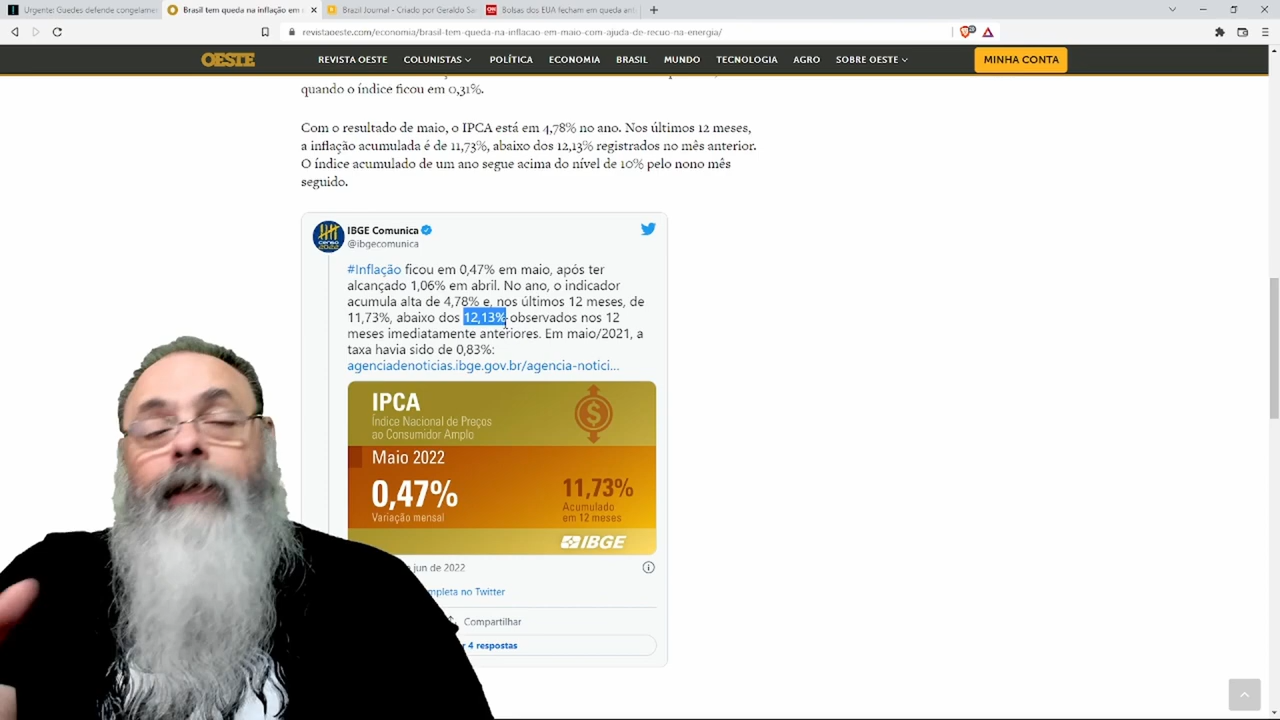 Urgente: Guedes defende congelamen
Brasil tem queda na inflação em
Brazil Journal - Criado por Geraldo Sa
Bolsas dos EUA fecham em queda ant
revistaoeste.com/economia/brasil-tem-queda-na-inflacao-em-maio-com-ajuda-de-recuo-na-energia/
OESTE
REVISTA OESTE
COLUNISTAS
POLÍTICA
ECONOMIA
BRASIL
MUNDO
TECNOLOGIA
AGRO
SOBRE OESTE
MINHA CONTA
quando o índice ficou em 0,31%.
Com o resultado de maio, o IPCA está em 4,78% no ano. Nos últimos 12 meses,
a inflação acumulada é de 11,73%, abaixo dos 12,13% registrados no mês anterior.
O índice acumulado de um ano segue acima do nível de 10% pelo nono mês
seguido.
IBGE Comunica
@ibgecomunica
#Inflação ficou em 0,47% em maio, após ter
alcançado 1,06% em abril. No ano, o indicador
acumula alta de 4,78% e, nos últimos 12 meses, de
11,73%, abaixo dos 12,13% observados nos 12
meses imediatamente anteriores. Em maio/2021, a
taxa havia sido de 0,83%:
agenciadenoticias.ibge.gov.br/agencia-notici...
IPCA
Índice Nacional de Preços
ao Consumidor Amplo
Maio 2022
0,47%
Variação mensal
11,73%
Acumulado
em 12 meses
IBGE
jun de 2022
mpleta no Twitter
Compartilhar
4 respostas